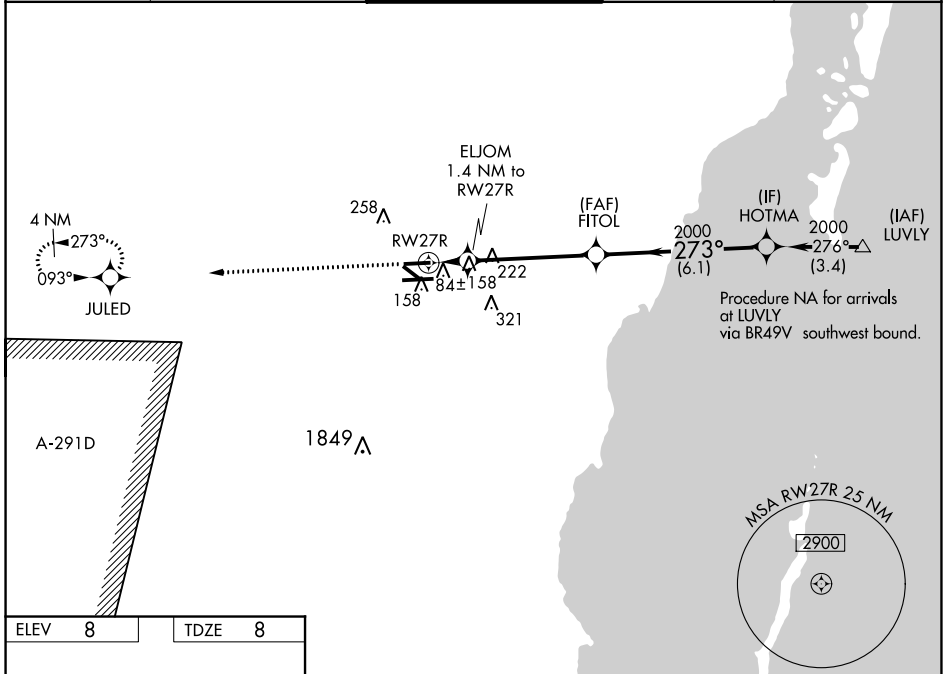 ELJOM
1.4 NM to
RW27R
(FAF)
FITOL
(IF)
HOTMA
(IAF)
LUVLY
4 NM
273°
093°
JULED
258
RW27R
2000
273°
(6.1)
2000
276°
(3.4)
158
84±
158
222
321
Procedure NA for arrivals
at LUVLY
via BR49V southwest bound.
A-291D
1849
MSA RW27R 25 NM
2900
ELEV 8
TDZE 8